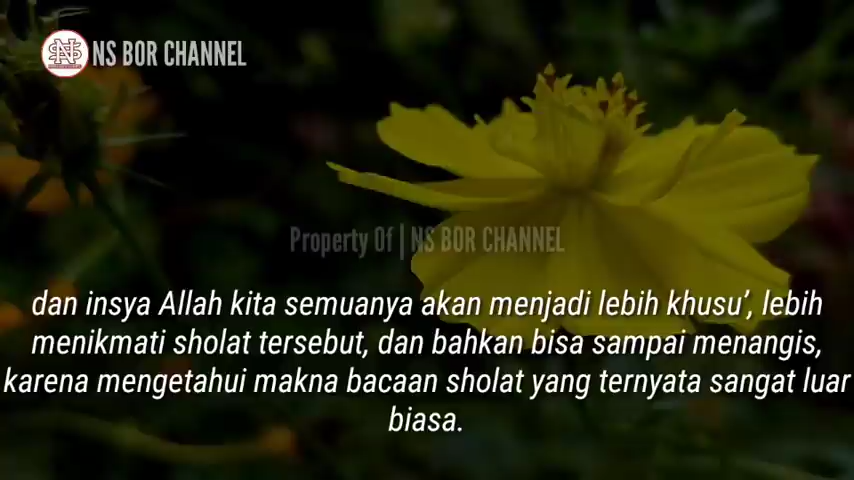 NS BOR CHANNEL
Property Of | NS BOR CHANNEL
dan insya Allah kita semuanya akan menjadi lebih khusu’, lebih
menikmati sholat tersebut, dan bahkan bisa sampai menangis,
karena mengetahui makna bacaan sholat yang ternyata sangat luar
biasa.